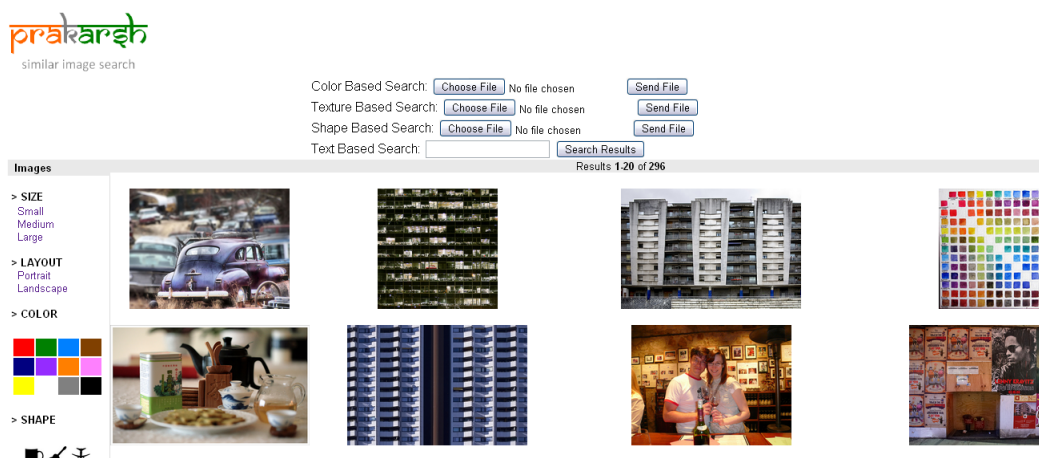 prakarsh
similar image search
Color Based Search: Choose File No file chosen Send File
Texture Based Search: Choose File No file chosen Send File
Shape Based Search: Choose File No file chosen Send File
Text Based Search: Search Results
Images Results 1-20 of 296
> SIZE
Small
Medium
Large
> LAYOUT
Portrait
Landscape
> COLOR
> SHAPE